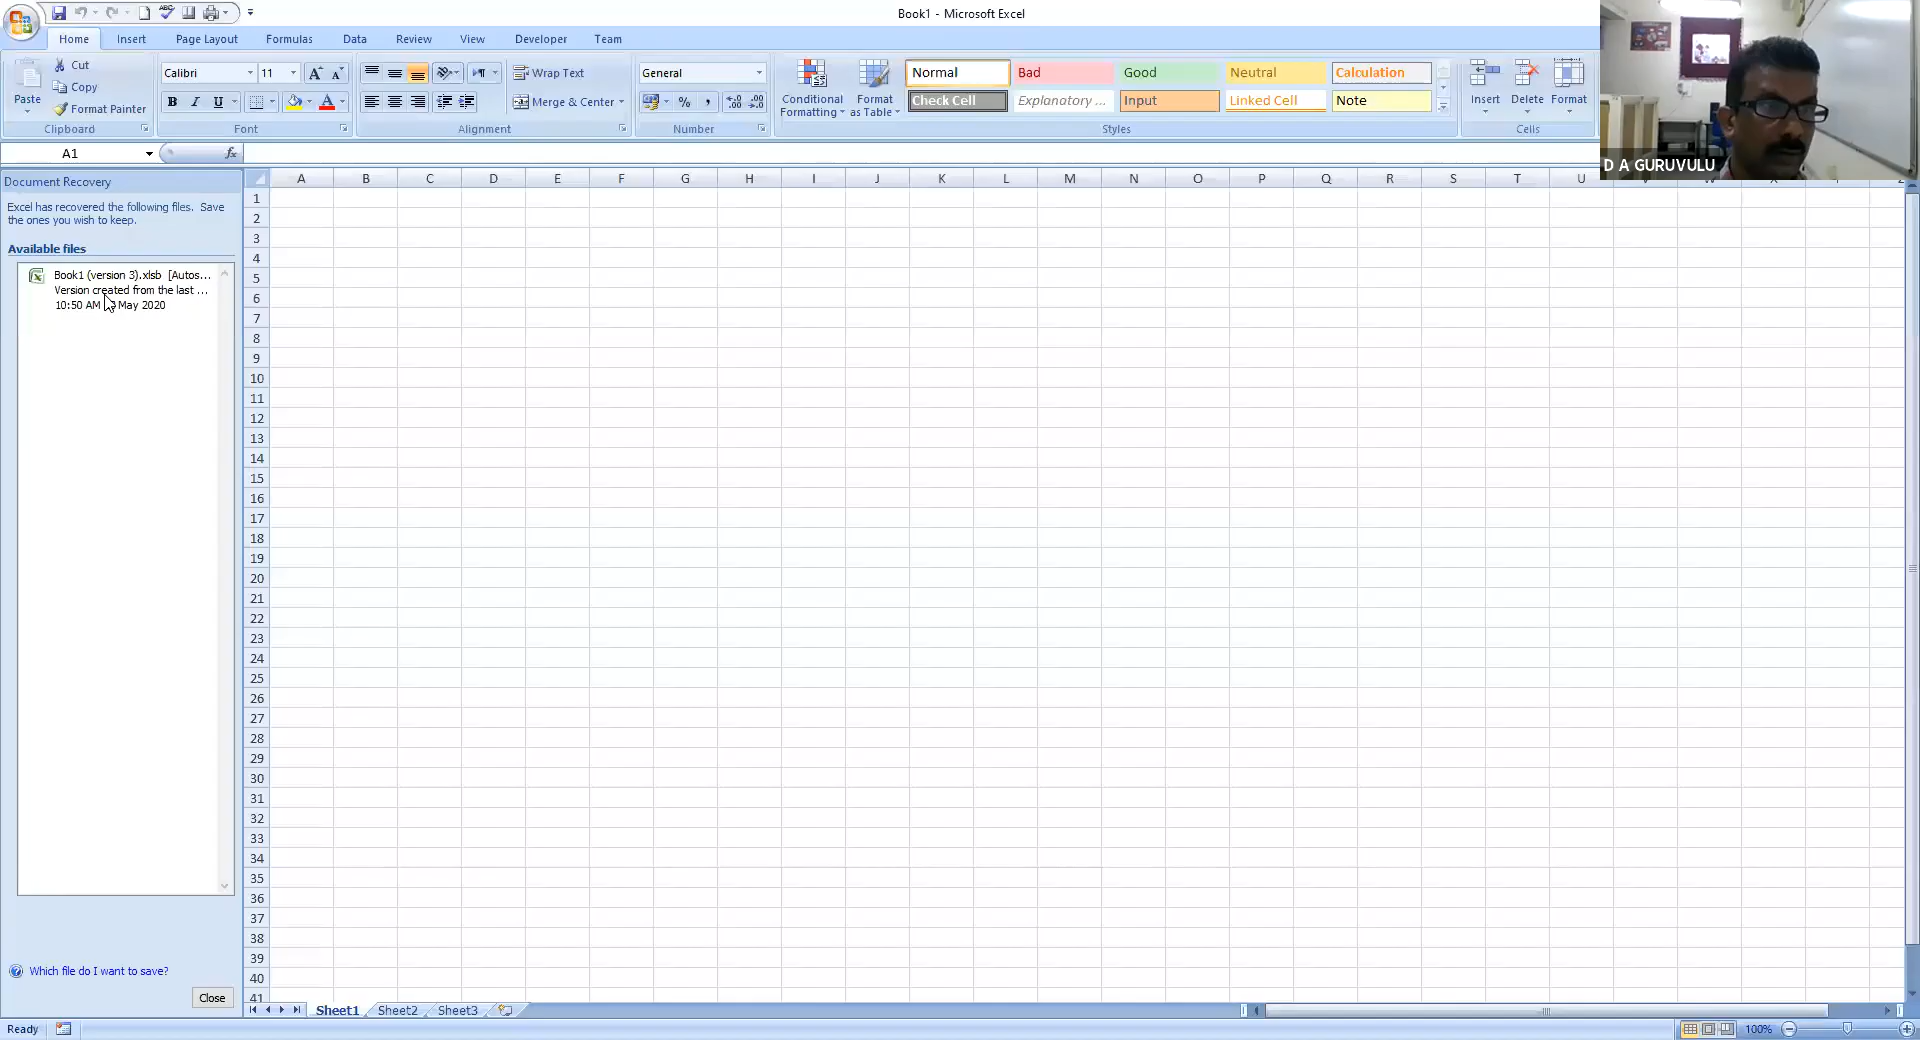 Book1 - Microsoft Excel
Home Insert Page Layout Formulas Data Review View Developer Team
Paste
Cut
Copy
Format Painter
Clipboard
Calibri 11
B I U
Font
Wrap Text
Merge & Center
Alignment
General
%
Number
Conditional
Formatting
Format
as Table
Normal Bad Good Neutral Calculation
Check Cell Explanatory ... Input Linked Cell Note
Styles
Insert Delete Format
Cells
D A GURUVULU
A1 fx
Document Recovery
Excel has recovered the following files. Save
the ones you wish to keep.
Available files
Book1 (version 3).xlsb [Autos...
Version created from the last ...
10:50 AM May 2020
Which file do I want to save?
Close
A B C D E F G H I J K L M N O P Q R S T U
1
2
3
4
5
6
7
8
9
10
11
12
13
14
15
16
17
18
19
20
21
22
23
24
25
26
27
28
29
30
31
32
33
34
35
36
37
38
39
40
41
Sheet1 Sheet2 Sheet3
Ready
100%